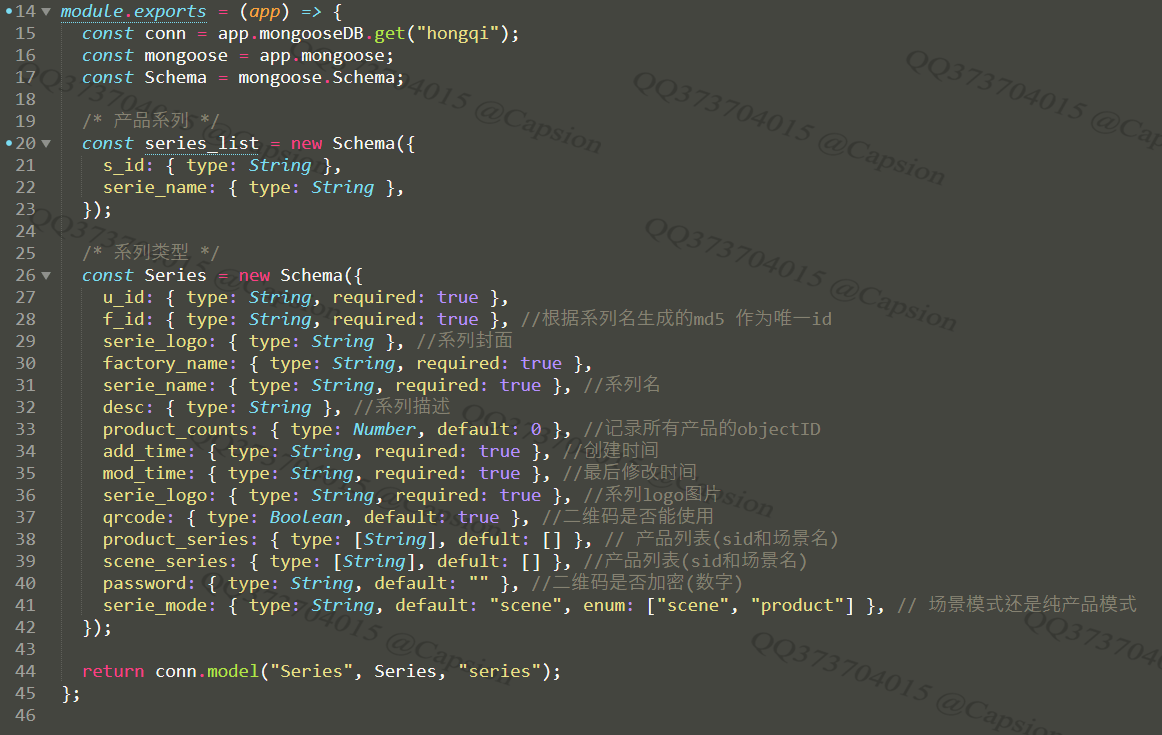 14 module.exports = (app) => {
15 const conn = app.mongooseDB.get("hongqi");
16 const mongoose = app.mongoose;
17 const Schema = mongoose.Schema;
18
19 /* 产品系列 */
20 const series_list = new Schema({
21 s_id: { type: String },
22 serie_name: { type: String },
23 });
24
25 /* 系列类型 */
26 const Series = new Schema({
27 u_id: { type: String, required: true },
28 f_id: { type: String, required: true }, //根据系列名生成的md5 作为唯一id
29 serie_logo: { type: String }, //系列封面
30 factory_name: { type: String, required: true },
31 serie_name: { type: String, required: true }, //系列名
32 desc: { type: String }, //系列描述
33 product_counts: { type: Number, default: 0 }, //记录所有产品的objectID
34 add_time: { type: String, required: true }, //创建时间
35 mod_time: { type: String, required: true }, //最后修改时间
36 serie_logo: { type: String, required: true }, //系列logo图片
37 qrcode: { type: Boolean, default: true }, //二维码是否能使用
38 product_series: { type: [String], defult: [] }, // 产品列表(sid和场景名)
39 scene_series: { type: [String], defult: [] }, //产品列表(sid和场景名)
40 password: { type: String, default: "" }, //二维码是否加密(数字)
41 serie_mode: { type: String, default: "scene", enum: ["scene", "product"] }, // 场景模式还是纯产品模式
42 });
43
44 return conn.model("Series", Series, "series");
45 };
46
QQ373704015 @Capsion